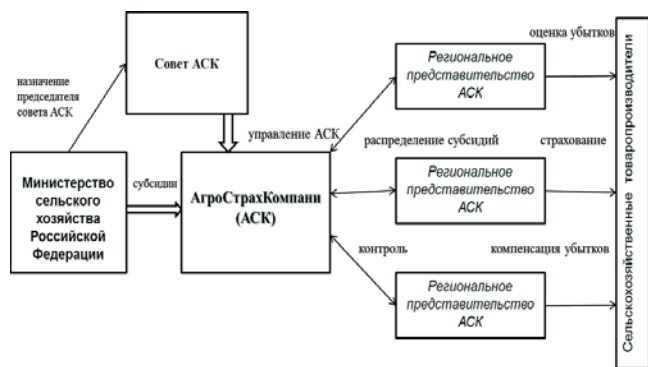 назначение
председателя
совета АСК
Совет АСК
Министерство
сельского
хозяйства
Российской
Федерации
субсидии
управление АСК
АгроСтрахКомпани
(АСК)
распределение субсидий
контроль
Региональное
представительство
АСК
Региональное
представительство
АСК
Региональное
представительство
АСК
оценка убытков
страхование
компенсация убытков
Сельскохозяйственные товаропроизводители